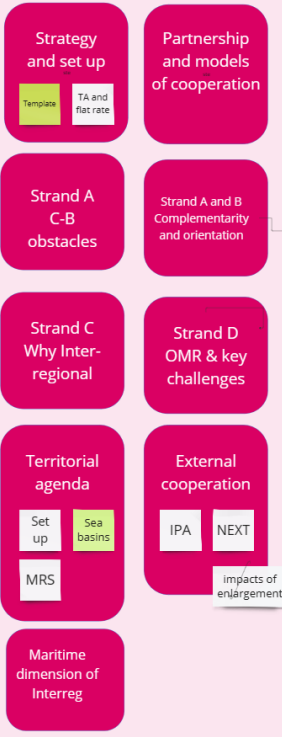 Strategy
and set up
Template
TA and
flat rate
Partnership
and models
of cooperation
Strand A
C-B
obstacles
Strand A and B
Complementarity
and orientation
Strand C
Why Inter-
regional
Strand D
OMR & key
challenges
Territorial
agenda
Set
up
Sea
basins
MRS
External
cooperation
IPA
NEXT
impacts of
enlargement
Maritime
dimension of
Interreg